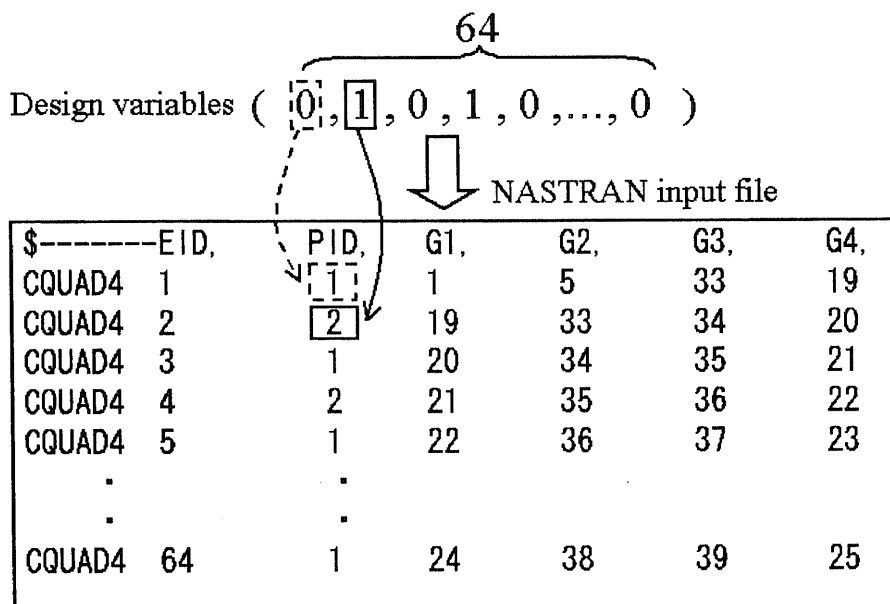 64
Design variables ( 0 , 1 , 0 , 1 , 0 ,..., 0 )
NASTRAN input file
$--------EID, PID, G1, G2, G3, G4,
CQUAD4 1 1 1 5 33 19
CQUAD4 2 2 19 33 34 20
CQUAD4 3 1 20 34 35 21
CQUAD4 4 2 21 35 36 22
CQUAD4 5 1 22 36 37 23
. .
. .
CQUAD4 64 1 24 38 39 25